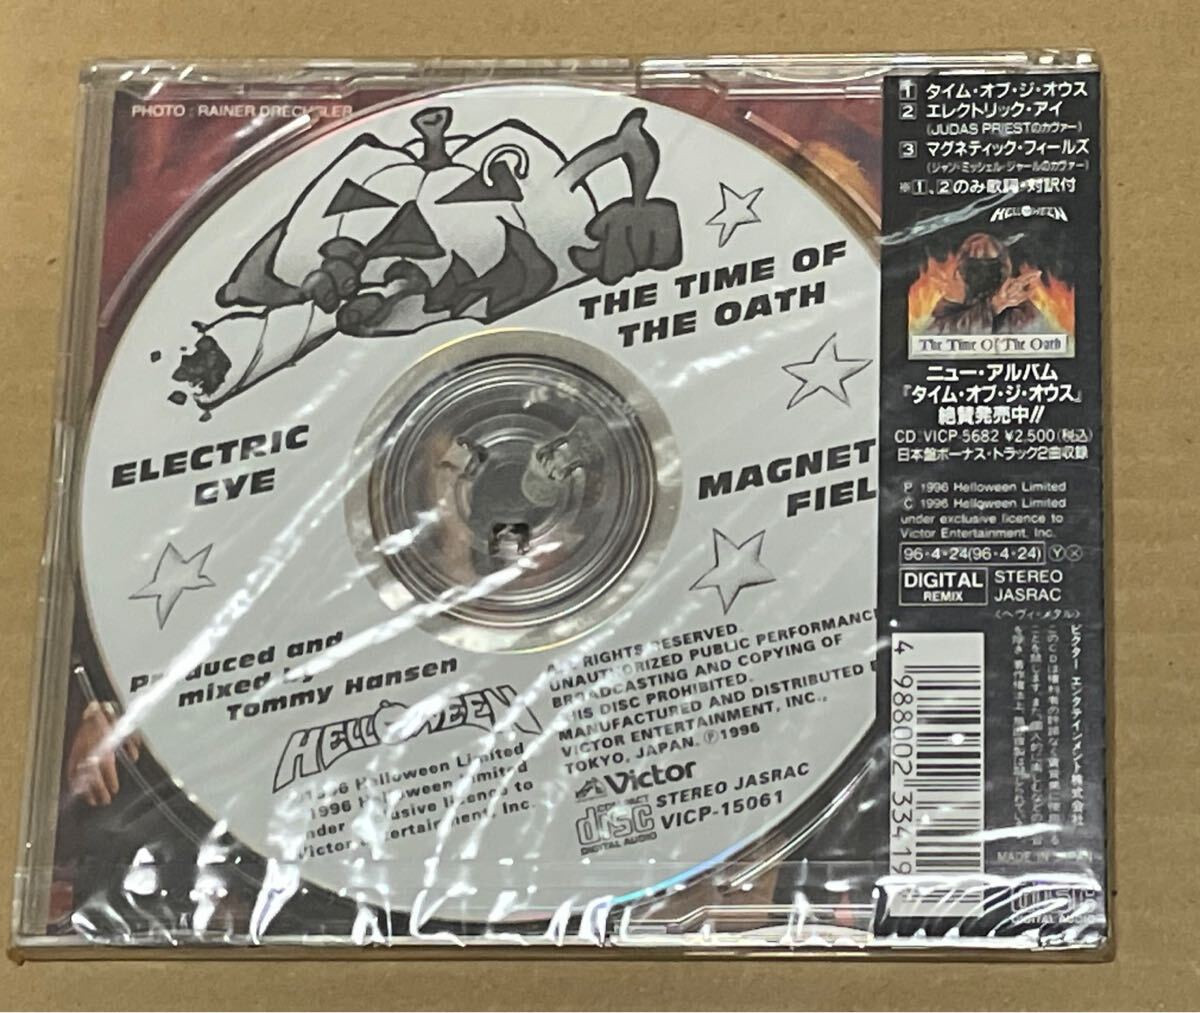 PHOTO : RAINER DRECHSLER
THE TIME OF
THE OATH
ELECTRIC
EYE
MAGNET
FIEL
Produced and
mixed by
Tommy Hansen
HELLOWEEN
1996 Helloween Limited
1996 Helloween Limited
under exclusive licence to
Victor Entertainment, Inc.
ALL RIGHTS RESERVED.
UNAUTHORIZED PUBLIC PERFORMANCE
BROADCASTING AND COPYING OF
THIS DISC PROHIBITED.
MANUFACTURED AND DISTRIBUTED B
VICTOR ENTERTAINMENT, INC.,
TOKYO, JAPAN. Ⓟ1996
Victor
COMPACT
disc
DIGITAL AUDIO
STEREO JASRAC
VICP-15061
1 タイム・オブ・ジ・オウス
2 エレクトリック・アイ
(JUDAS PRIESTのカヴァー)
3 マグネティック・フィールズ
(ジャン・ミッシェル・ジャールのカヴァー)
※1、2のみ歌詞・対訳付
HELLOWEEN
The Time Of The Oath
ニュー・アルバム
『タイム・オブ・ジ・オウス』
絶賛発売中!!
CD:VICP-5682 ¥2,500(税込)
日本盤ボーナス・トラック2曲収録
P 1996 Helloween Limited
C 1996 Helloween Limited
under exclusive licence to
Victor Entertainment, Inc.
96・4・24(96・4・24) Y X
DIGITAL
REMIX
STEREO
JASRAC
〈ヘヴィ・メタル〉
ビクター エンタテインメント株式会社
4 988002 33419
MADE IN JAPAN
disc
DIGITAL AUDIO